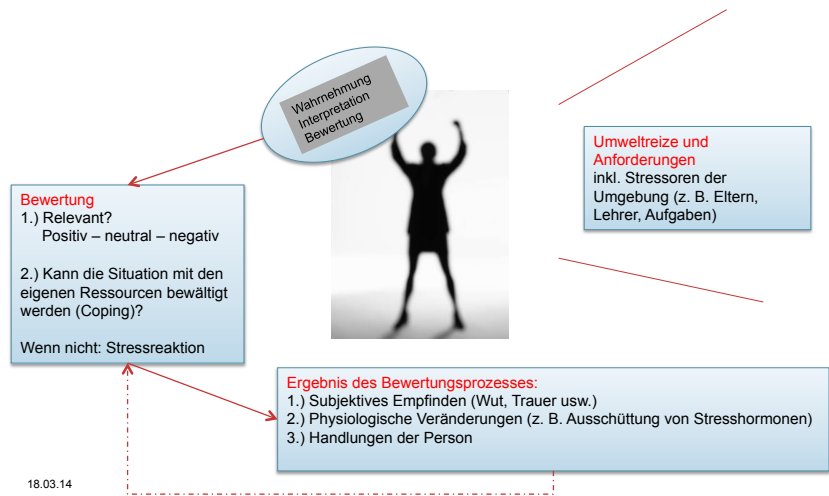 Wahrnehmung
Interpretation
Bewertung
Umweltreize und
Anforderungen
inkl. Stressoren der
Umgebung (z. B. Eltern,
Lehrer, Aufgaben)
Bewertung
1.) Relevant?
Positiv – neutral – negativ
2.) Kann die Situation mit den
eigenen Ressourcen bewältigt
werden (Coping)?
Wenn nicht: Stressreaktion
Ergebnis des Bewertungsprozesses:
1.) Subjektives Empfinden (Wut, Trauer usw.)
2.) Physiologische Veränderungen (z. B. Ausschüttung von Stresshormonen)
3.) Handlungen der Person
18.03.14